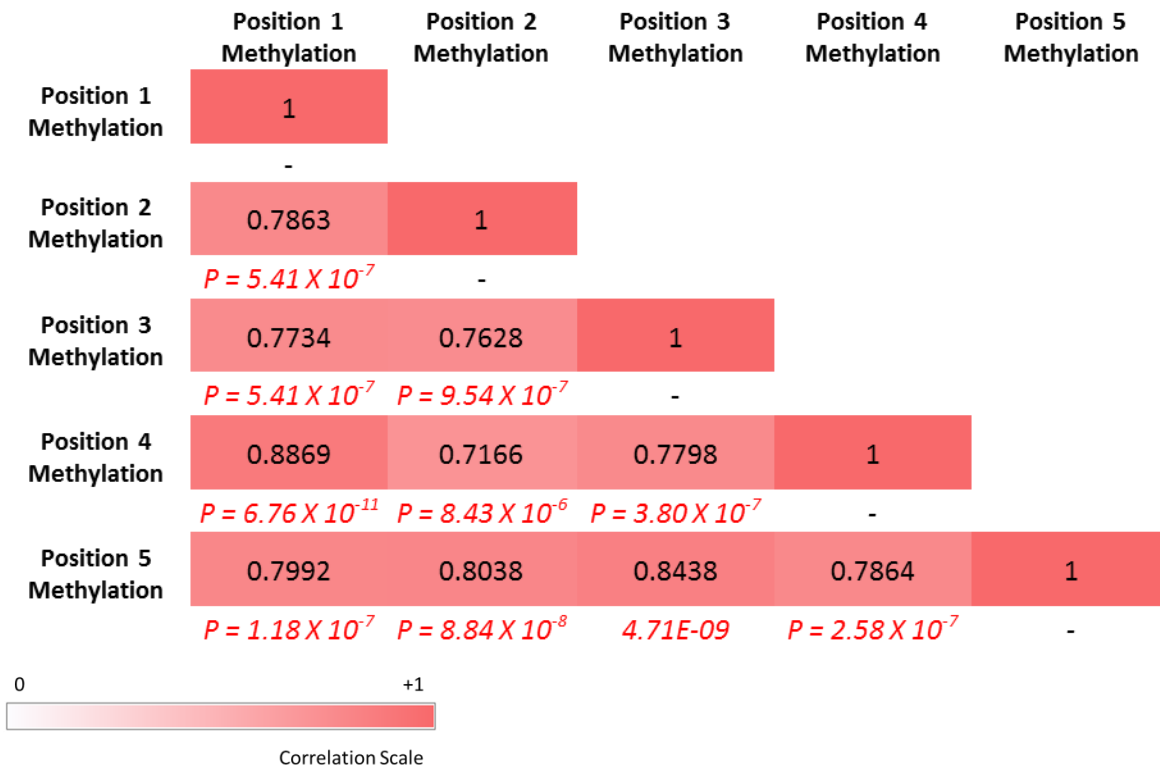 Position 1 Position 2 Position 3 Position 4 Position 5
Methylation Methylation Methylation Methylation Methylation
Position 1
Methylation
1
-
Position 2
Methylation
0.7863 1
P = 5.41 X 10⁻⁷ -
Position 3
Methylation
0.7734 0.7628 1
P = 5.41 X 10⁻⁷ P = 9.54 X 10⁻⁷ -
Position 4
Methylation
0.8869 0.7166 0.7798 1
P = 6.76 X 10⁻¹¹ P = 8.43 X 10⁻⁶ P = 3.80 X 10⁻⁷ -
Position 5
Methylation
0.7992 0.8038 0.8438 0.7864 1
P = 1.18 X 10⁻⁷ P = 8.84 X 10⁻⁸ 4.71E-09 P = 2.58 X 10⁻⁷ -
0 +1
Correlation Scale